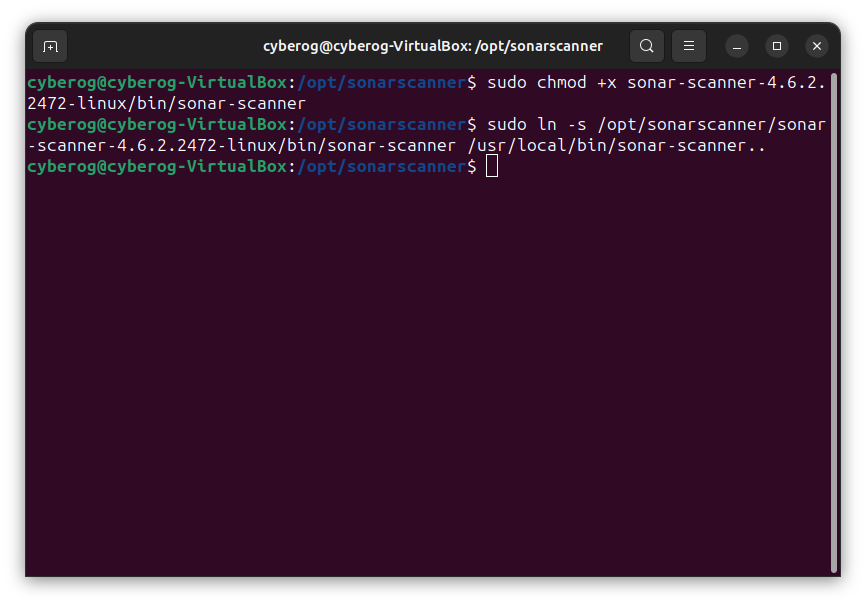 cyberog@cyberog-VirtualBox: /opt/sonarscanner
cyberog@cyberog-VirtualBox:/opt/sonarscanner$ sudo chmod +x sonar-scanner-4.6.2.
2472-linux/bin/sonar-scanner
cyberog@cyberog-VirtualBox:/opt/sonarscanner$ sudo ln -s /opt/sonarscanner/sonar
-scanner-4.6.2.2472-linux/bin/sonar-scanner /usr/local/bin/sonar-scanner..
cyberog@cyberog-VirtualBox:/opt/sonarscanner$